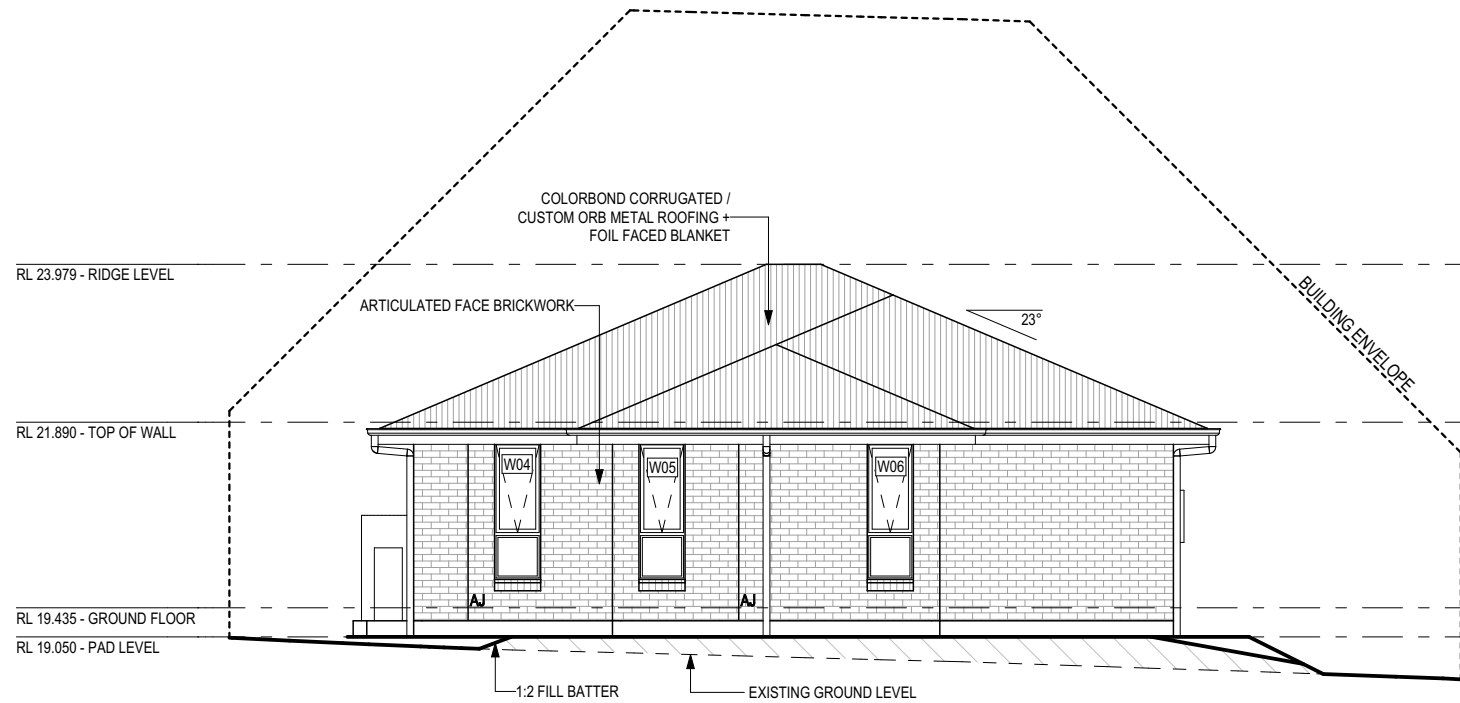 COLORBOND CORRUGATED /
CUSTOM ORB METAL ROOFING +
FOIL FACED BLANKET
RL 23.979 - RIDGE LEVEL
ARTICULATED FACE BRICKWORK
23°
BUILDING ENVELOPE
RL 21.890 - TOP OF WALL
W04
W05
W06
AJ
AJ
RL 19.435 - GROUND FLOOR
RL 19.050 - PAD LEVEL
1:2 FILL BATTER
EXISTING GROUND LEVEL